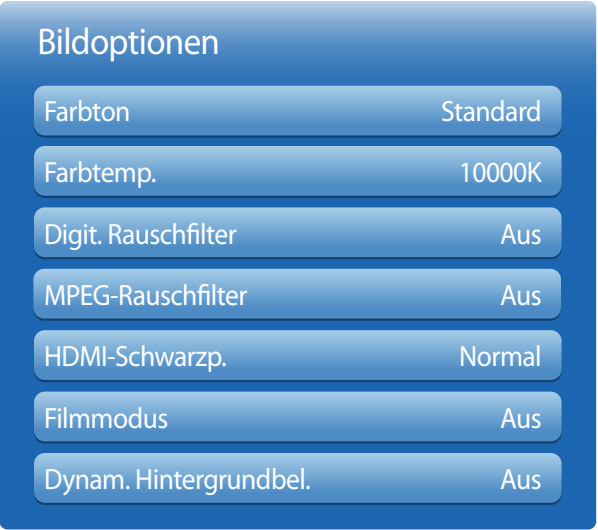 Bildoptionen
Farbton Standard
Farbtemp. 10000K
Digit. Rauschfilter Aus
MPEG-Rauschfilter Aus
HDMI-Schwarzp. Normal
Filmmodus Aus
Dynam. Hintergrundbel. Aus